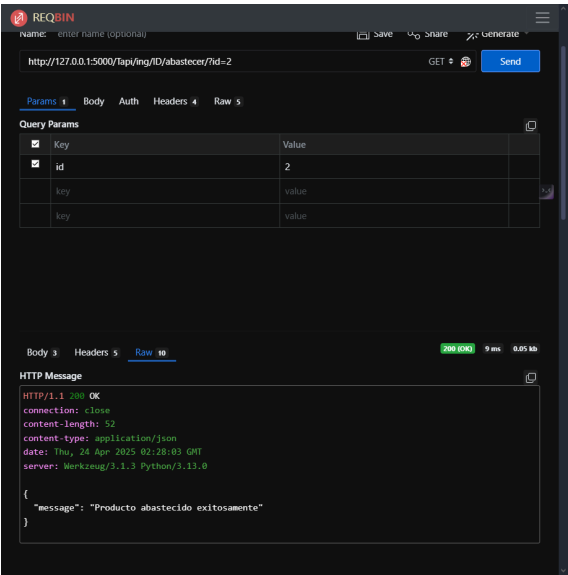 REQBIN
Name: enter name (optional) Save Share Generate
http://127.0.0.1:5000/Tapi/ing/ID/abastecer/?id=2 GET Send
Params 1 Body Auth Headers 4 Raw 5
Query Params
Key Value
id 2
key value
key value
Body 3 Headers 5 Raw 10 200 (OK) 9 ms 0.05 kb
HTTP Message
HTTP/1.1 200 OK
connection: close
content-length: 52
content-type: application/json
date: Thu, 24 Apr 2025 02:28:03 GMT
server: Werkzeug/3.1.3 Python/3.13.0
{
"message": "Producto abastecido exitosamente"
}